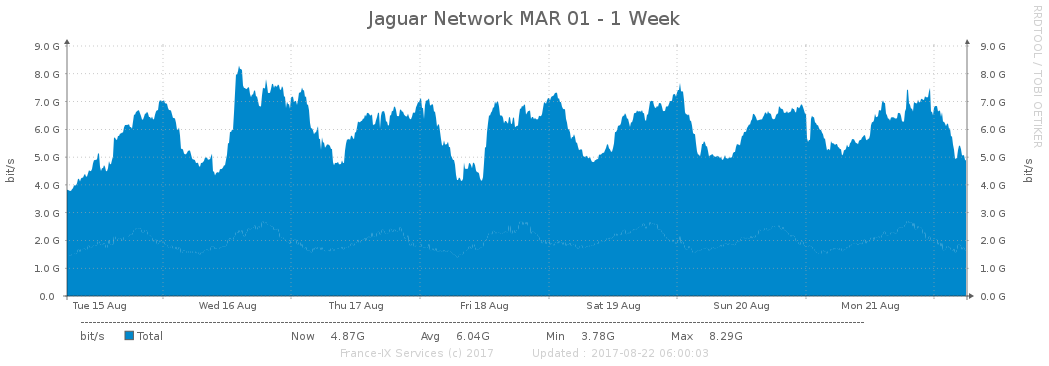 Jaguar Network MAR 01 - 1 Week
RRDTOOL / TOBI OETIKER
9.0 G 9.0 G
8.0 G 8.0 G
7.0 G 7.0 G
6.0 G 6.0 G
5.0 G 5.0 G
4.0 G 4.0 G
3.0 G 3.0 G
2.0 G 2.0 G
1.0 G 1.0 G
0.0 0.0 G
bit/s bit/s
Tue 15 Aug Wed 16 Aug Thu 17 Aug Fri 18 Aug Sat 19 Aug Sun 20 Aug Mon 21 Aug
bit/s Total Now 4.87G Avg 6.04G Min 3.78G Max 8.29G
France-IX Services (c) 2017 Updated : 2017-08-22 06:00:03